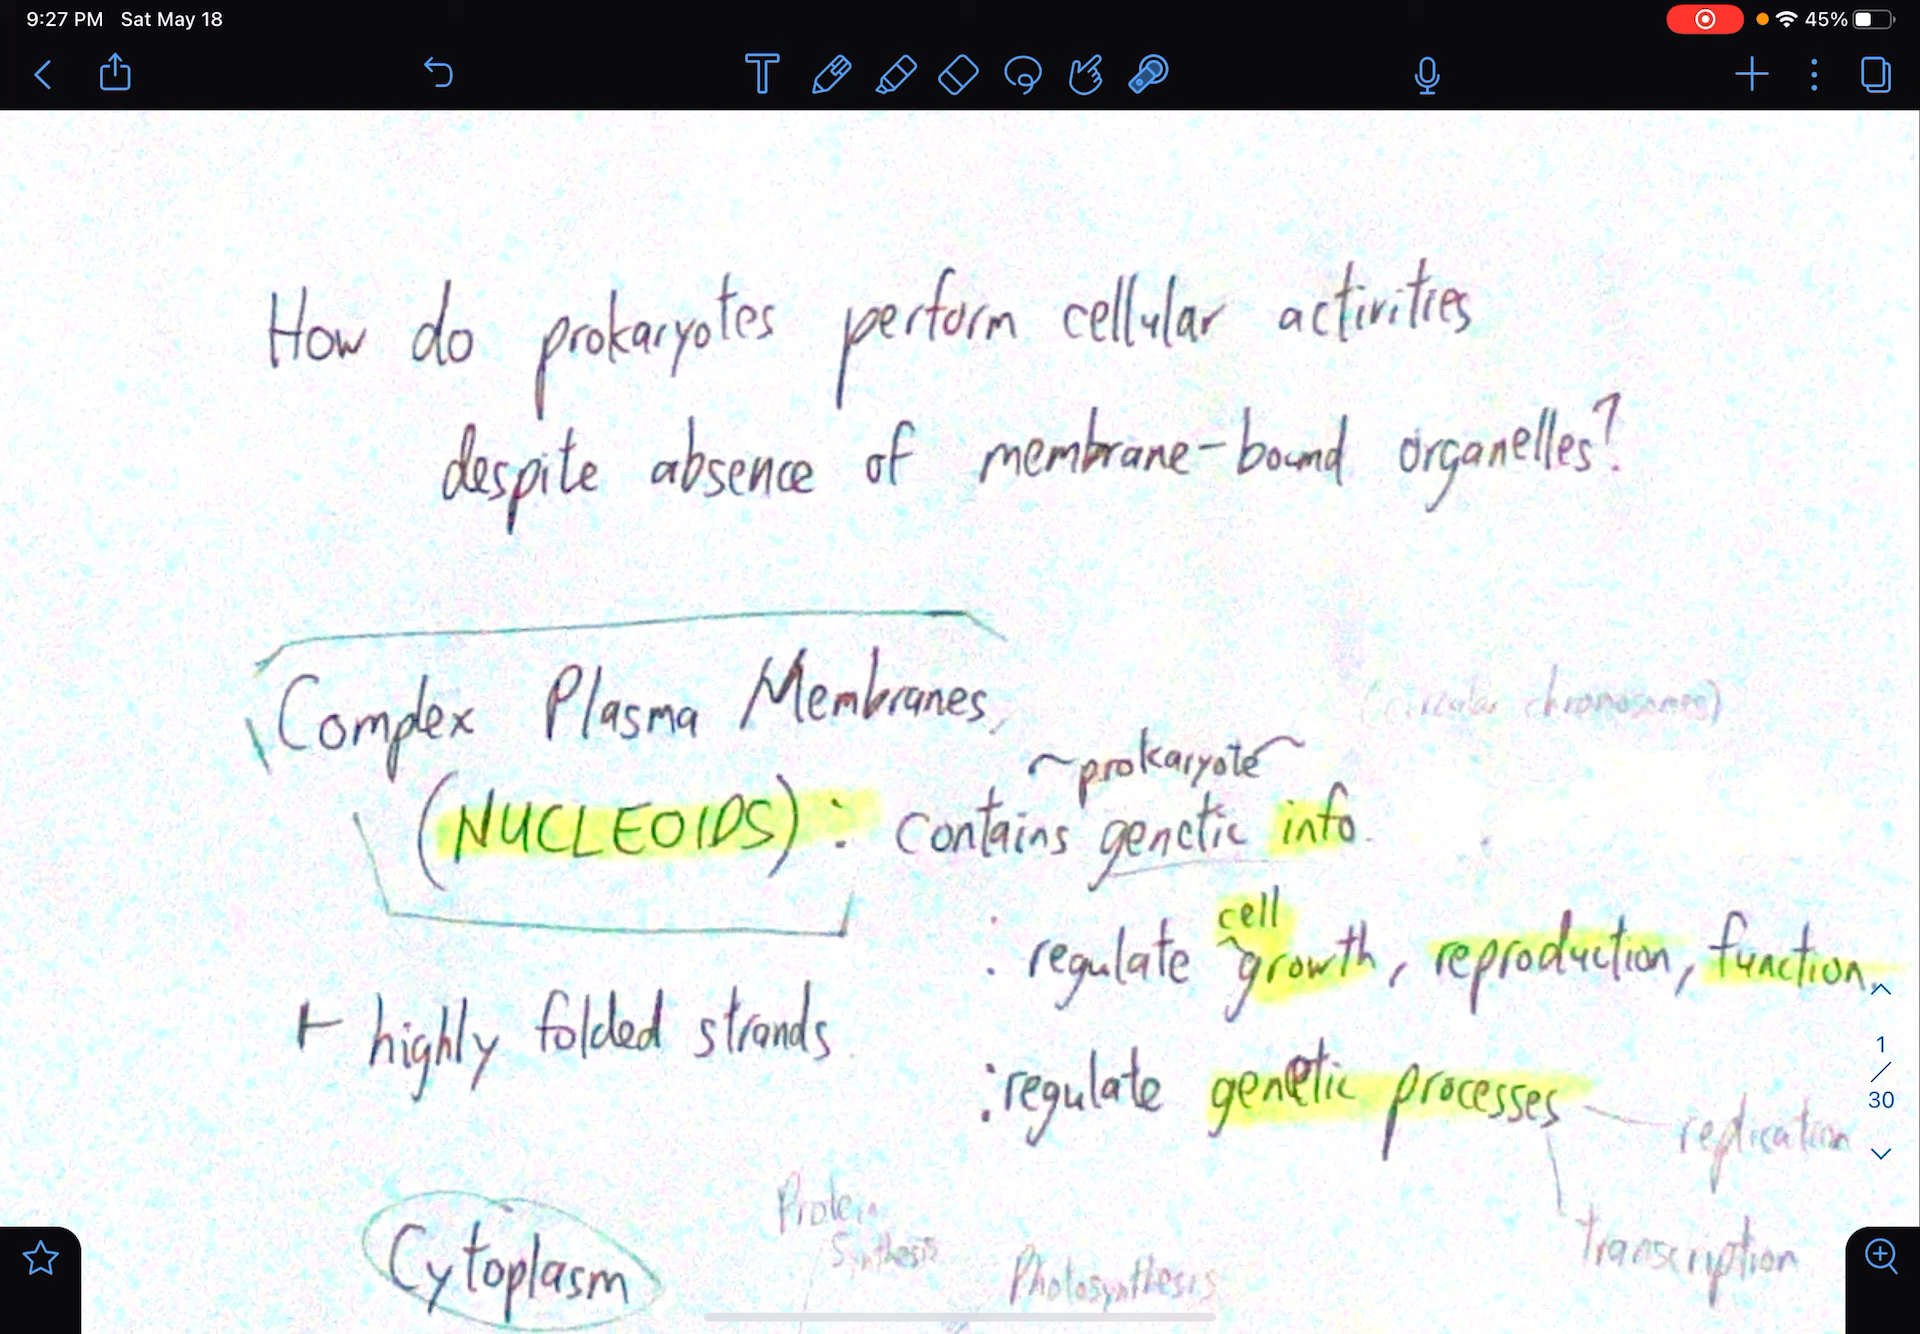 9:27 PM Sat May 18
45%
How do prokaryotes perform cellular activities
despite absence of membrane-bound organelles?
Complex Plasma Membranes
(circular chromosomes)
~prokaryote~
(NUCLEOIDS) : contains genetic info.
cell
: regulate growth, reproduction, function.
highly folded strands
: regulate genetic processes
replication
transcription
1
/
30
Cytoplasm
Protein
Synthesis
Photosynthesis